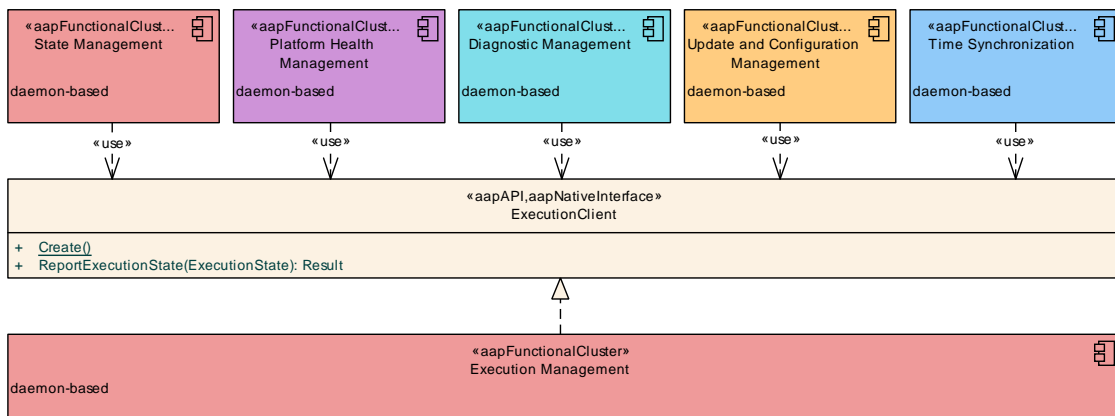 «aapFunctionalClust...
State Management
daemon-based
«aapFunctionalClust...
Platform Health
Management
daemon-based
«aapFunctionalClust...
Diagnostic Management
daemon-based
«aapFunctionalClust...
Update and Configuration
Management
daemon-based
«aapFunctionalClust...
Time Synchronization
daemon-based
«use»
«use»
«use»
«use»
«use»
«aapAPI,aapNativeInterface»
ExecutionClient
+ Create()
+ ReportExecutionState(ExecutionState): Result
«aapFunctionalCluster»
Execution Management
daemon-based